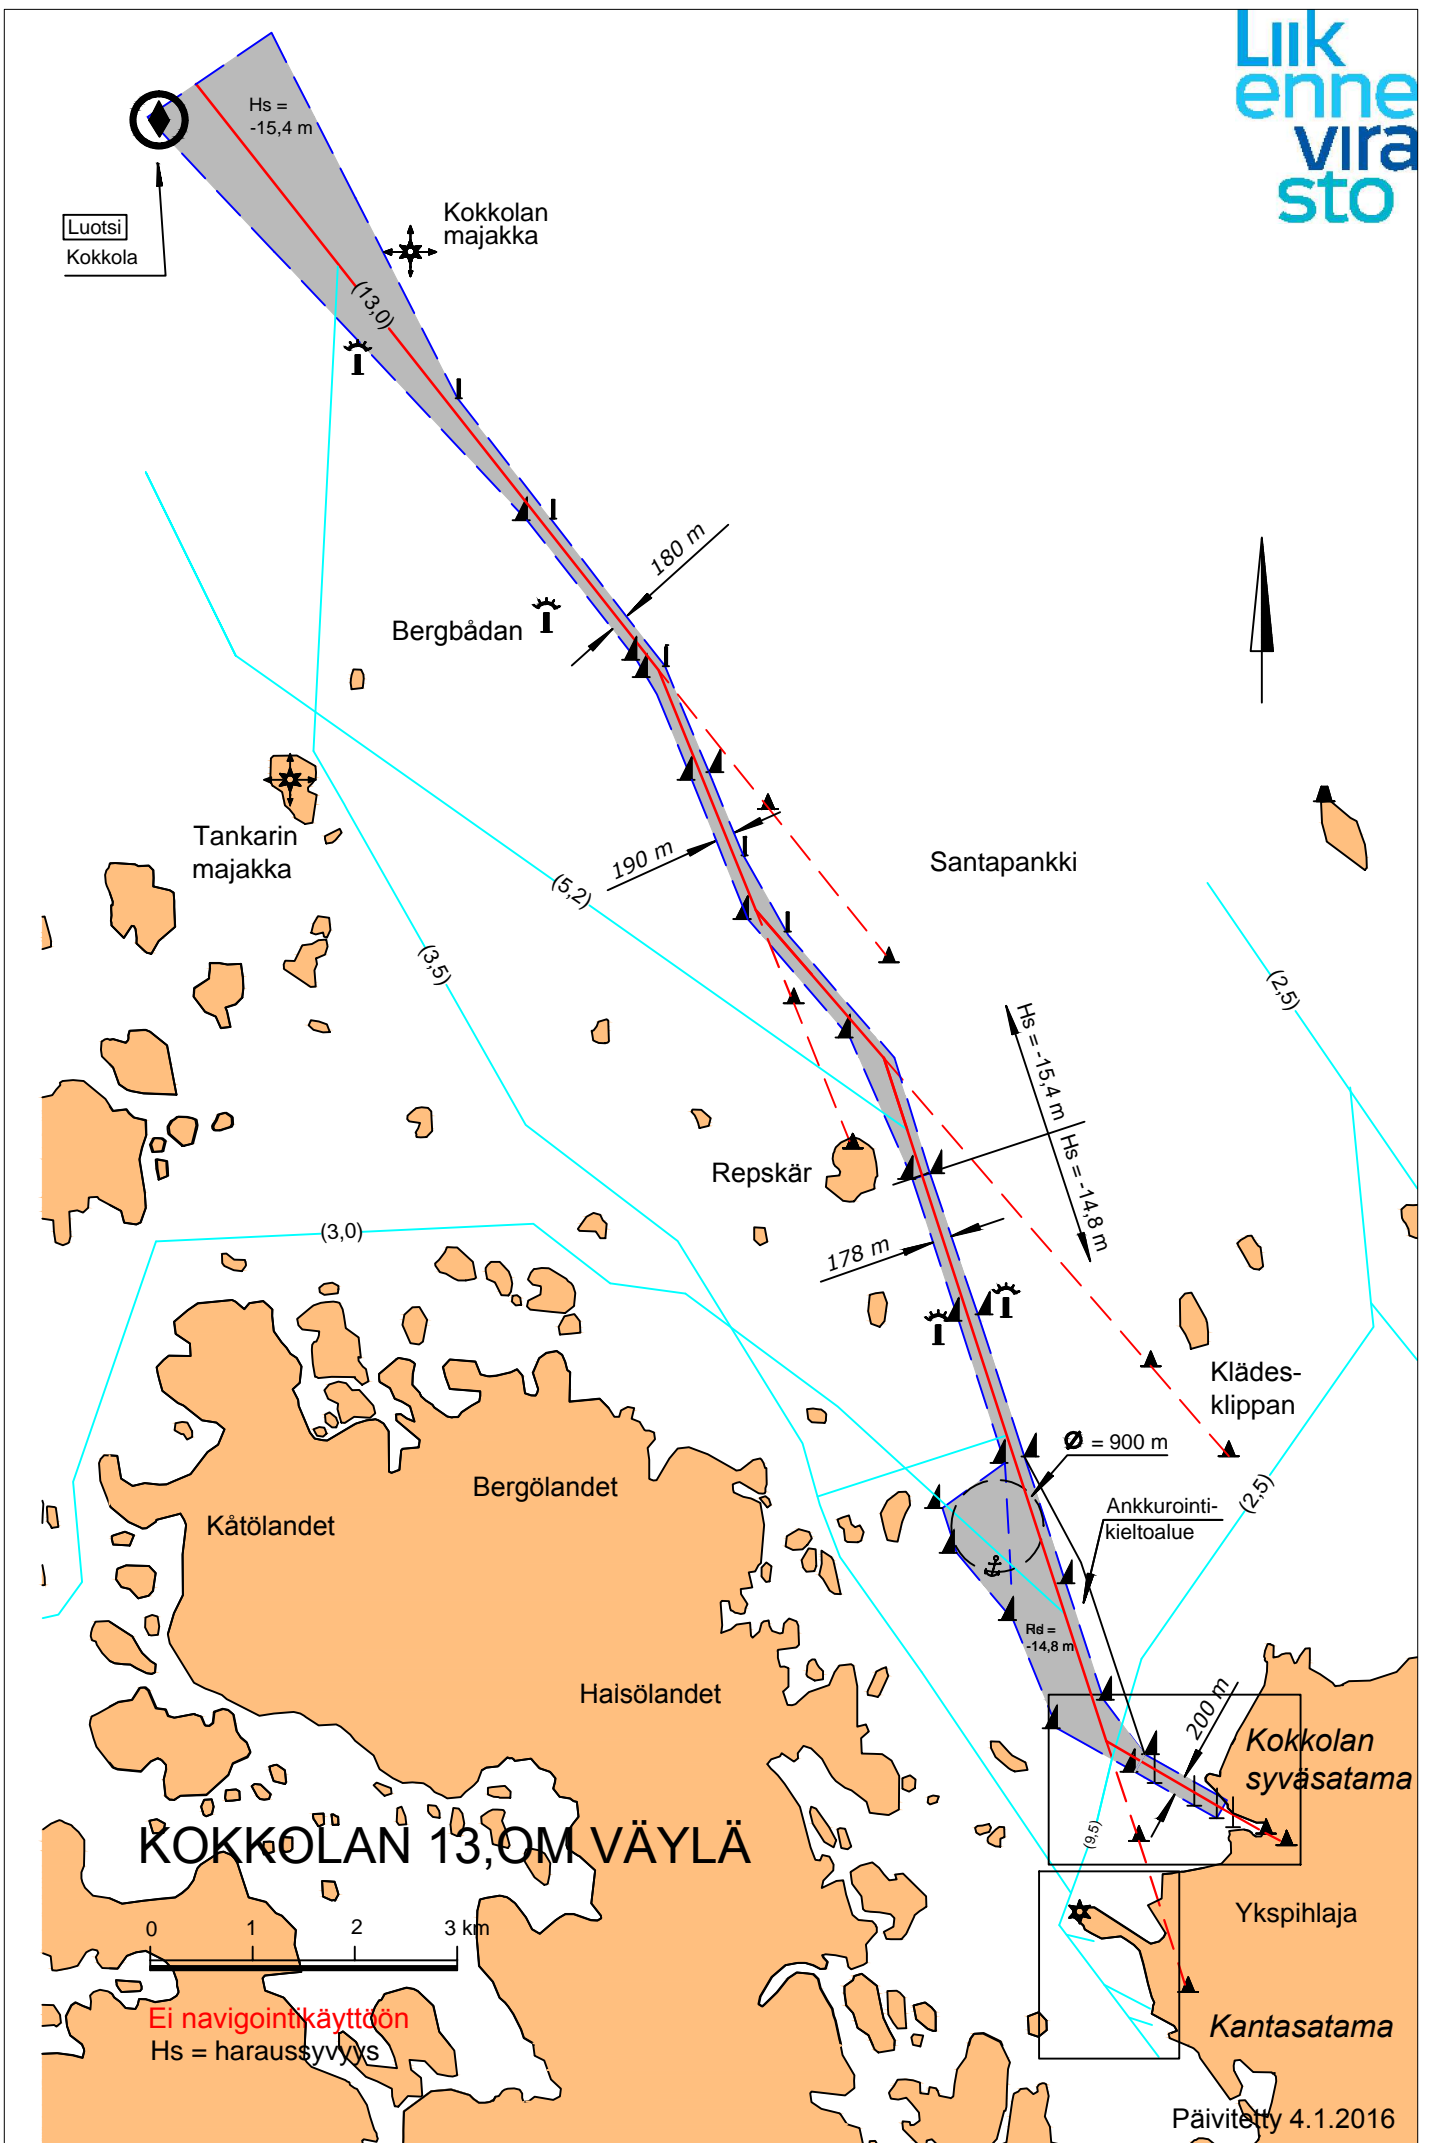 Liik
enne
vira
sto
Hs =
-15,4 m
Luotsi
Kokkola
Kokkolan
majakka
(13,0)
180 m
Bergbådan
Tankarin
majakka
190 m
(5,2)
Santapankki
(3,5)
(2,5)
Hs = -15,4 m
Hs = -14,8 m
Repskär
178 m
(3,0)
Klädes-
klippan
Ø = 900 m
Bergölandet
Kåtölandet
Ankkurointi-
kieltoalue
(2,5)
-14,8 m
Haisölandet
200 m
Kokkolan
syväsatama
KOKKOLAN 13,OM VÄYLÄ
(9,5)
0 1 2 3 km
Ykspihlaja
Ei navigointikäyttöön
Hs = haraussyvyys
Kantasatama
Päivitetty 4.1.2016